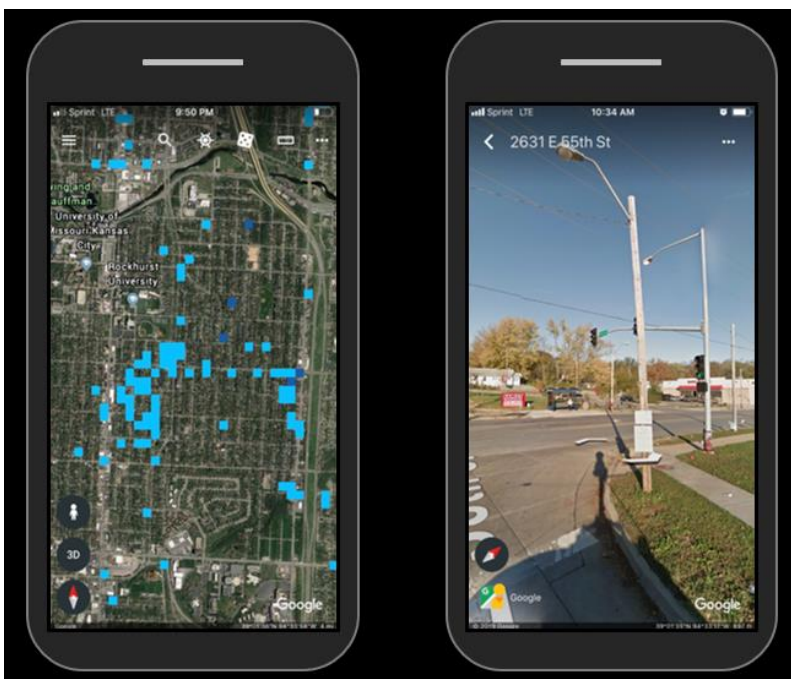 Sprint LTE
9:50 PM
University of
Missouri-Kansas
City
Rockhurst
University
3D
Google
Sprint LTE
10:34 AM
2631 E 55th St
Google
Google